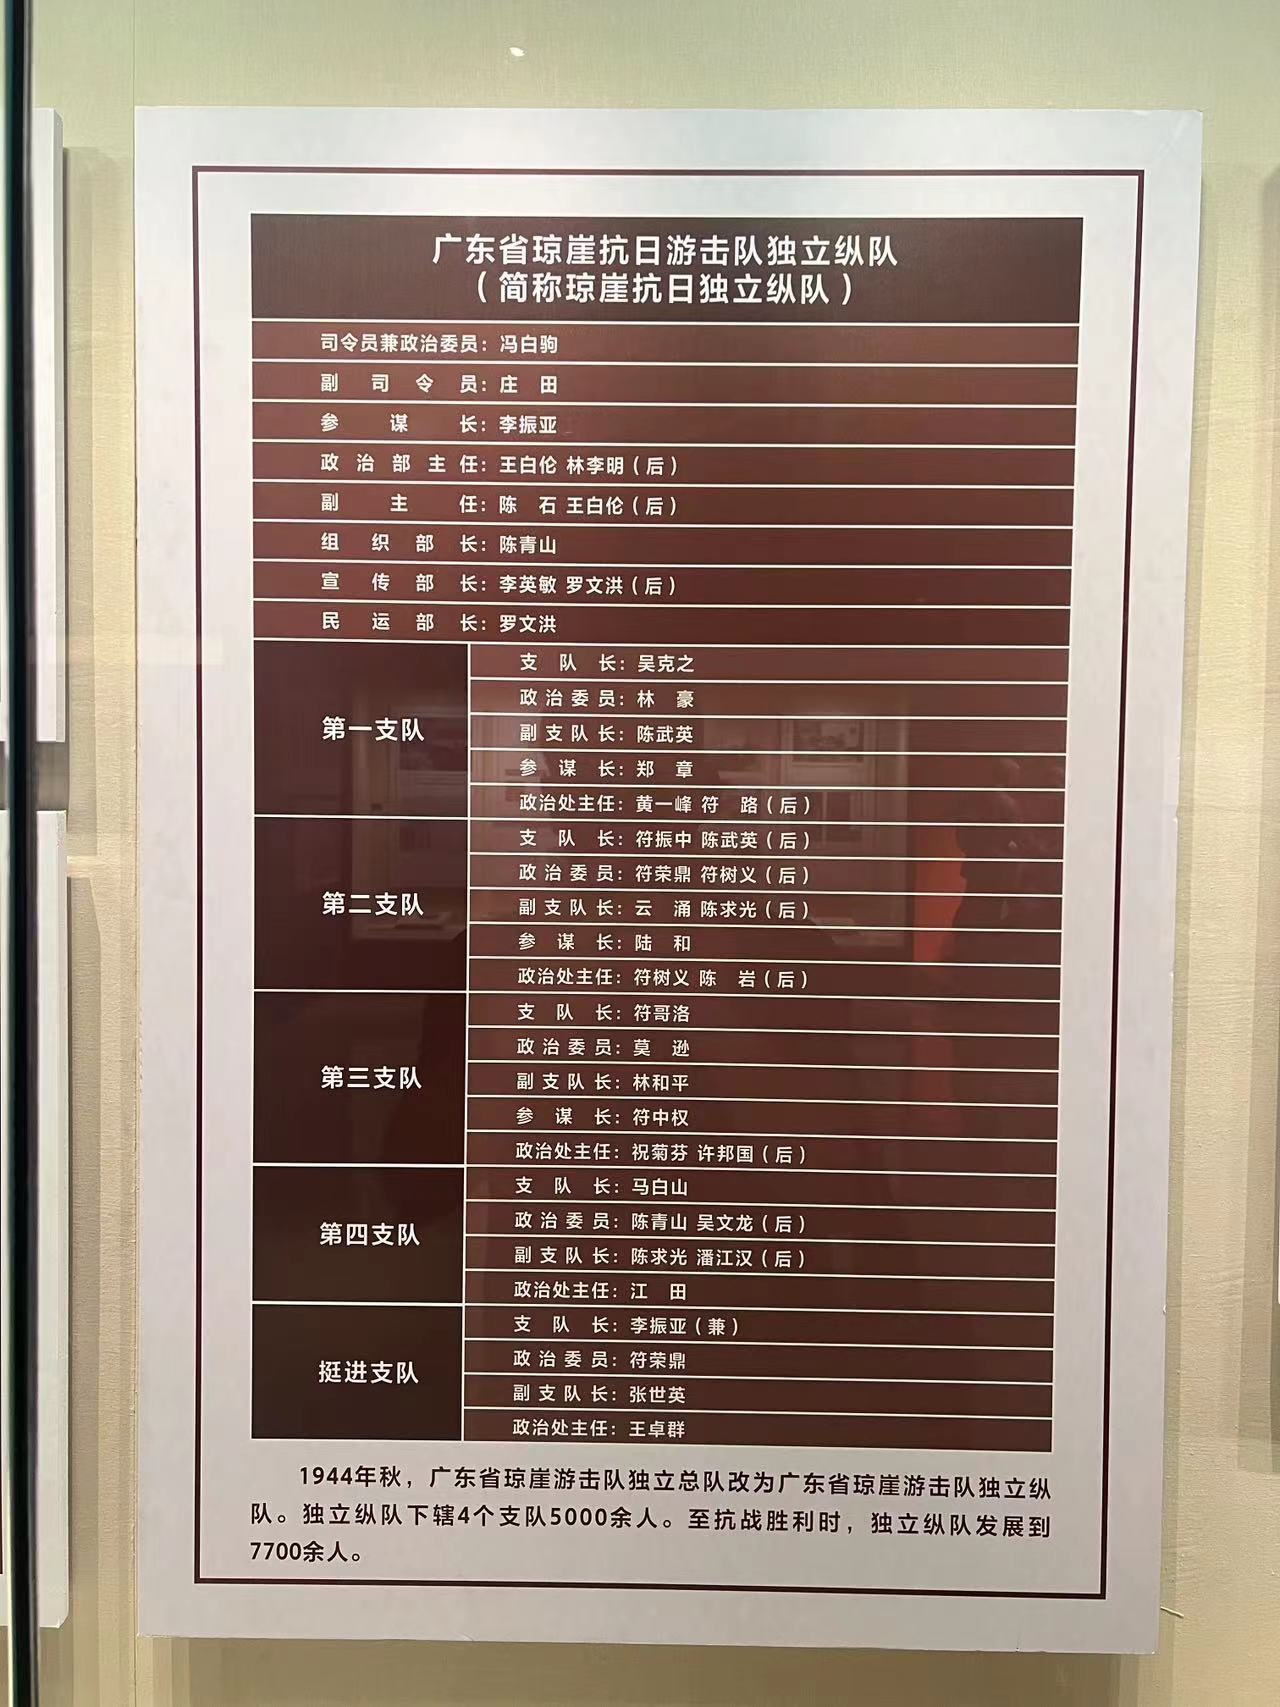 广东省琼崖抗日游击队独立纵队
（简称琼崖抗日独立纵队）
司令员兼政治委员：冯白驹
副司令员：庄 田
参谋长：李振亚
政治部主任：王白伦 林李明（后）
副主任：陈 石 王白伦（后）
组织部长：陈青山
宣传部长：李英敏 罗文洪（后）
民运部长：罗文洪
第一支队
支队长：吴克之
政治委员：林 豪
副支队长：陈武英
参谋长：郑 章
政治处主任：黄一峰 符 路（后）
第二支队
支队长：符振中 陈武英（后）
政治委员：符荣鼎 符树义（后）
副支队长：云 涌 陈求光（后）
参谋长：陆 和
政治处主任：符树义 陈 岩（后）
第三支队
支队长：符哥洛
政治委员：莫 逊
副支队长：林和平
参谋长：符中权
政治处主任：祝菊芬 许邦国（后）
第四支队
支队长：马白山
政治委员：陈青山 吴文龙（后）
副支队长：陈求光 潘江汉（后）
政治处主任：江 田
挺进支队
支队长：李振亚（兼）
政治委员：符荣鼎
副支队长：张世英
政治处主任：王卓群
1944年秋，广东省琼崖游击队独立总队改为广东省琼崖游击队独立纵
队。独立纵队下辖4个支队5000余人。至抗战胜利时，独立纵队发展到
7700余人。